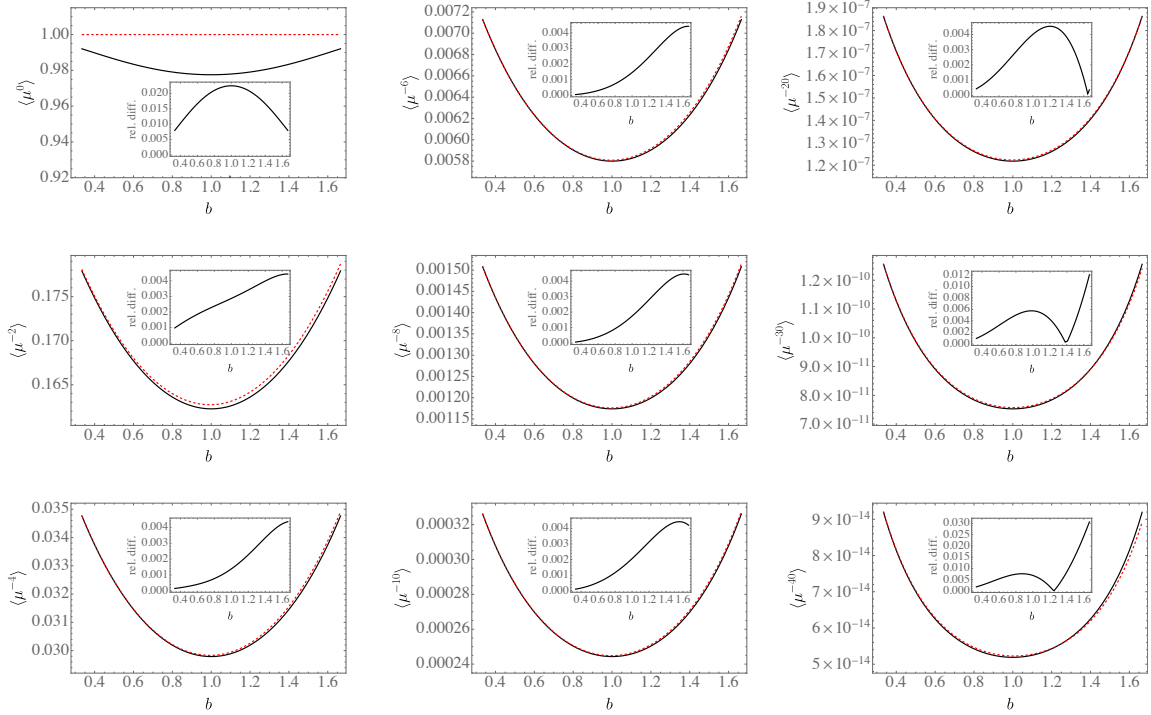 ⟨μ⁰⟩
1.00
0.98
0.96
0.94
0.92
rel. diff.
0.020
0.015
0.010
0.005
0.000
0.4 0.6 0.8 1.0 1.2 1.4 1.6
0.4 0.6 0.8 1.0 1.2 1.4 1.6
b
⟨μ⁻⁶⟩
0.0072
0.0070
0.0068
0.0066
0.0064
0.0062
0.0060
0.0058
rel. diff.
0.004
0.003
0.002
0.001
0.000
0.4 0.6 0.8 1.0 1.2 1.4 1.6
b
0.4 0.6 0.8 1.0 1.2 1.4 1.6
b
⟨μ⁻²⁰⟩
1.9×10⁻⁷
1.8×10⁻⁷
1.7×10⁻⁷
1.6×10⁻⁷
1.5×10⁻⁷
1.4×10⁻⁷
1.3×10⁻⁷
1.2×10⁻⁷
rel. diff.
0.004
0.003
0.002
0.001
0.000
0.4 0.6 0.8 1.0 1.2 1.4 1.6
b
0.4 0.6 0.8 1.0 1.2 1.4 1.6
b
⟨μ⁻²⟩
0.175
0.170
0.165
rel. diff.
0.004
0.003
0.002
0.001
0.000
0.4 0.6 0.8 1.0 1.2 1.4 1.6
b
0.4 0.6 0.8 1.0 1.2 1.4 1.6
b
⟨μ⁻⁸⟩
0.00150
0.00145
0.00140
0.00135
0.00130
0.00125
0.00120
0.00115
rel. diff.
0.004
0.003
0.002
0.001
0.000
0.4 0.6 0.8 1.0 1.2 1.4 1.6
b
0.4 0.6 0.8 1.0 1.2 1.4 1.6
b
⟨μ⁻³⁰⟩
1.2×10⁻¹⁰
1.1×10⁻¹⁰
1.0×10⁻¹⁰
9.0×10⁻¹¹
8.0×10⁻¹¹
7.0×10⁻¹¹
rel. diff.
0.012
0.010
0.008
0.006
0.004
0.002
0.000
0.4 0.6 0.8 1.0 1.2 1.4 1.6
b
0.4 0.6 0.8 1.0 1.2 1.4 1.6
b
⟨μ⁻⁴⟩
0.035
0.034
0.033
0.032
0.031
0.030
rel. diff.
0.004
0.003
0.002
0.001
0.000
0.4 0.6 0.8 1.0 1.2 1.4 1.6
b
0.4 0.6 0.8 1.0 1.2 1.4 1.6
b
⟨μ⁻¹⁰⟩
0.00032
0.00030
0.00028
0.00026
0.00024
rel. diff.
0.004
0.003
0.002
0.001
0.000
0.4 0.6 0.8 1.0 1.2 1.4 1.6
b
0.4 0.6 0.8 1.0 1.2 1.4 1.6
b
⟨μ⁻⁴⁰⟩
9×10⁻¹⁴
8×10⁻¹⁴
7×10⁻¹⁴
6×10⁻¹⁴
5×10⁻¹⁴
rel. diff.
0.030
0.025
0.020
0.015
0.010
0.005
0.000
0.4 0.6 0.8 1.0 1.2 1.4 1.6
b
0.4 0.6 0.8 1.0 1.2 1.4 1.6
b